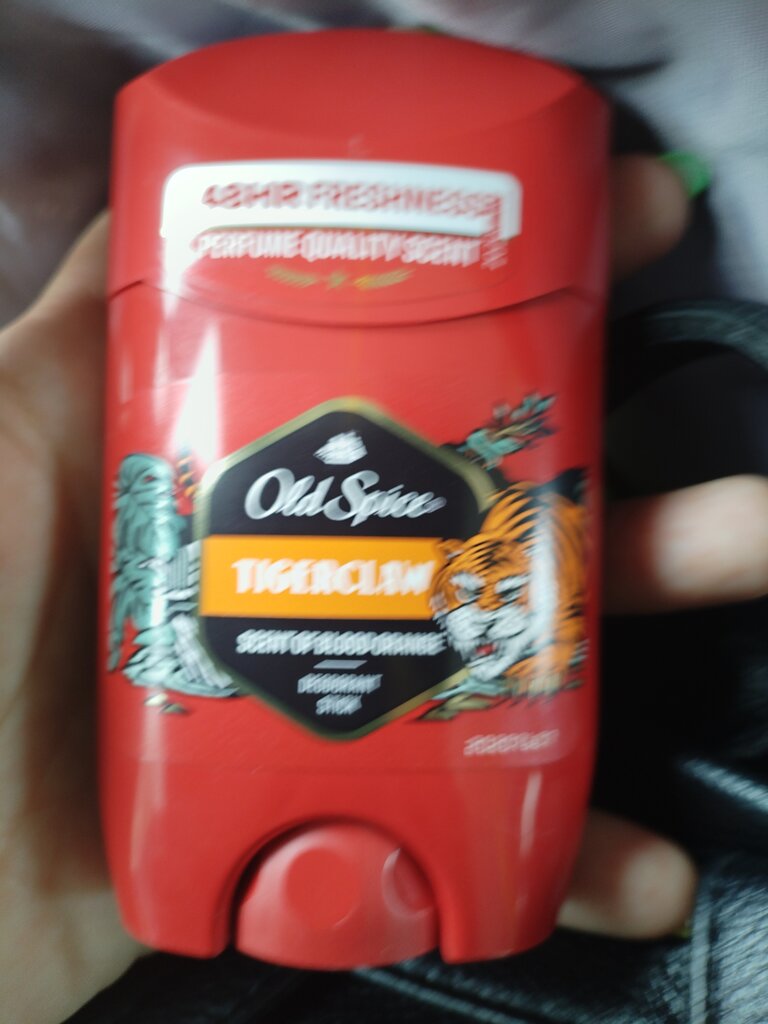 48HR FRESHNESS
PERFUME QUALITY SCENT
Old Spice
TIGERCLAW
SCENT OF BLOOD ORANGE
DEODORANT
STICK